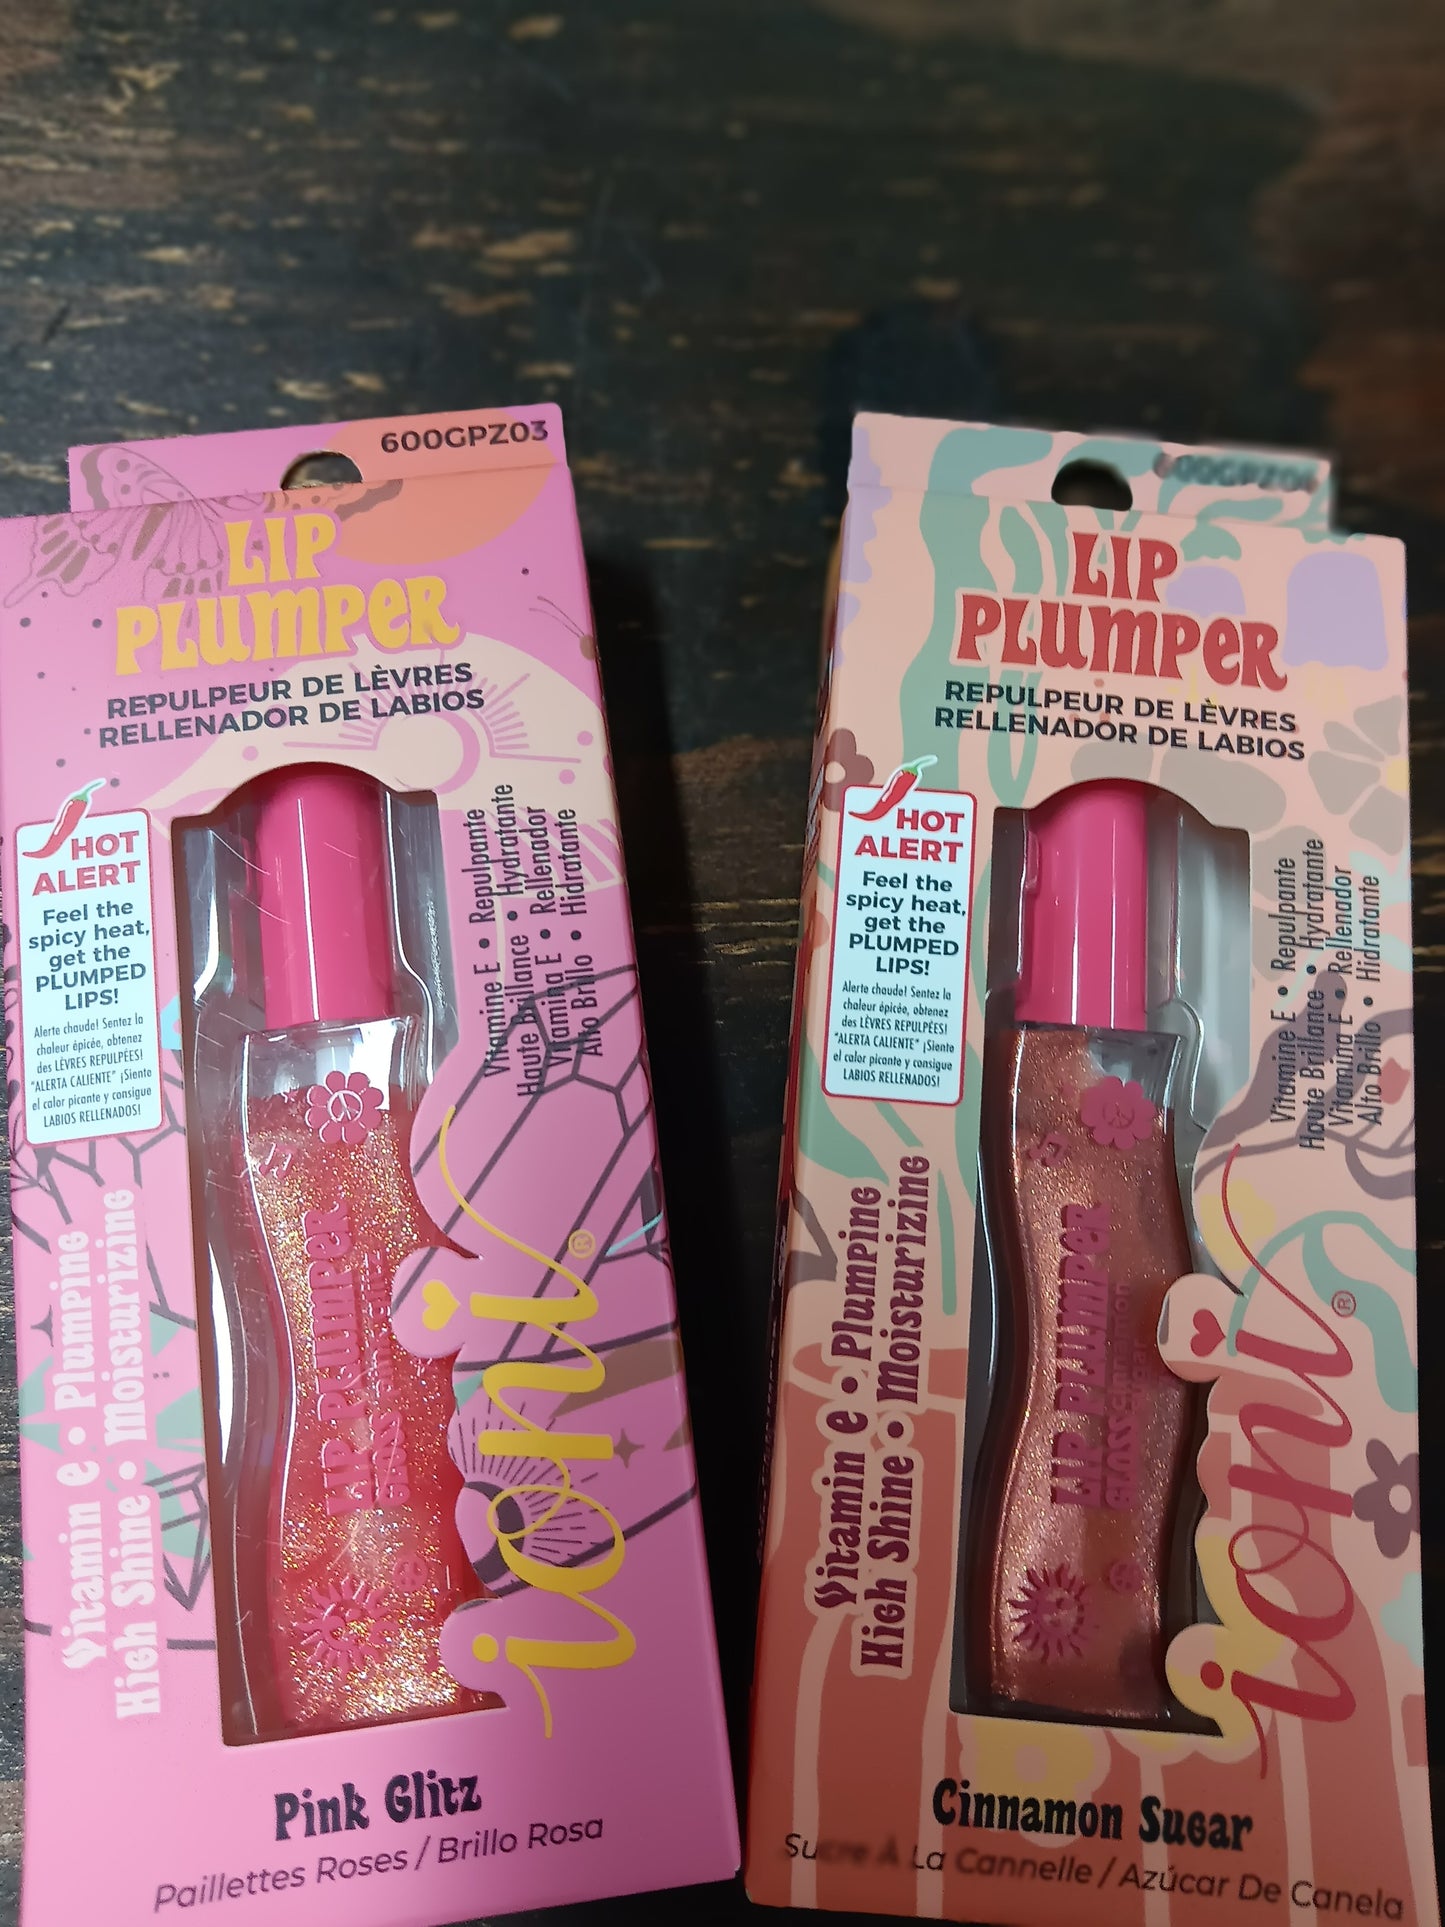 600GPZ03
LIP
PLUMPER
REPULPEUR DE LÈVRES
RELLENADOR DE LABIOS
HOT
ALERT
Feel the
spicy heat,
get the
PLUMPED
LIPS!
Alerte chaude! Sentez la
chaleur épicée, obtenez
des LÈVRES REPULPÉES!
"ALERTA CALIENTE" ¡Siente
el calor picante y consigue
LABIOS RELLENADOS!
Vitamine E • Repulpante
Haute Brillance • Hydratante
Vitamina E • Rellenador
Alto Brillo • Hidratante
Vitamin E • Plumping
High Shine • Moisturizing
LIP PLUMPER
GLOSS
ioni®
Pink Glitz
Paillettes Roses / Brillo Rosa
600GPZ06
LIP
PLUMPER
REPULPEUR DE LÈVRES
RELLENADOR DE LABIOS
HOT
ALERT
Feel the
spicy heat,
get the
PLUMPED
LIPS!
Alerte chaude! Sentez la
chaleur épicée, obtenez
des LÈVRES REPULPÉES!
"ALERTA CALIENTE" ¡Siente
el calor picante y consigue
LABIOS RELLENADOS!
Vitamine E • Repulpante
Haute Brillance • Hydratante
Vitamina E • Rellenador
Alto Brillo • Hidratante
Vitamin E • Plumping
High Shine • Moisturizing
LIP PLUMPER
GLOSS cinnamon
sugar
ioni®
Cinnamon Sugar
Sucre À La Cannelle / Azúcar De Canela